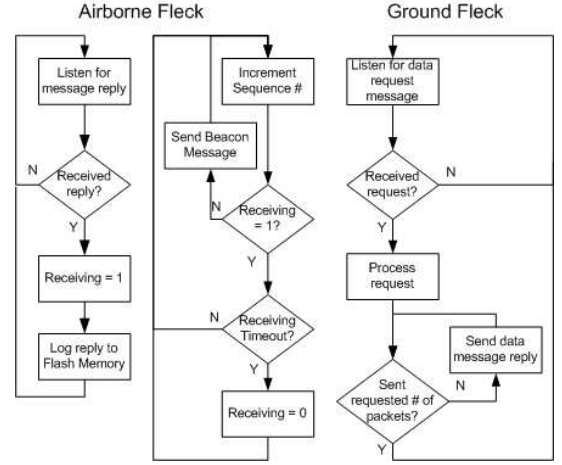 Airborne Fleck
Listen for
message reply
N
Received
reply?
Y
Receiving = 1
Log reply to
Flash Memory
Increment
Sequence #
Send Beacon
Message
N
Receiving
= 1?
Y
N
Receiving
Timeout?
Y
Receiving = 0
Ground Fleck
Listen for data
request
message
Received
request?
N
Y
Process
request
Send data
message reply
Sent
requested # of
packets?
N
Y